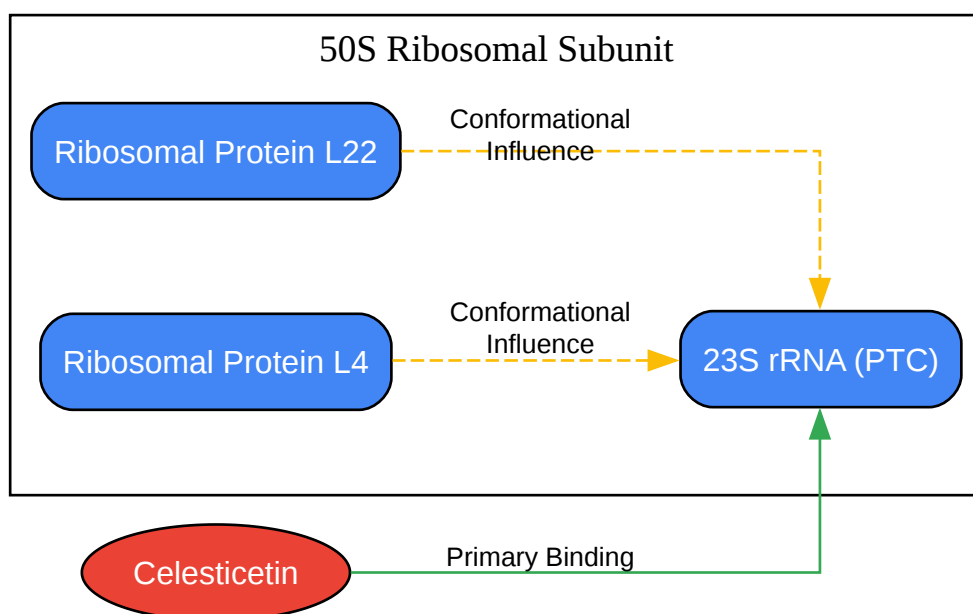 50S Ribosomal Subunit
Conformational
Influence
Ribosomal Protein L22
Conformational
Influence
Ribosomal Protein L4
23S rRNA (PTC)
Primary Binding
Celesticetin